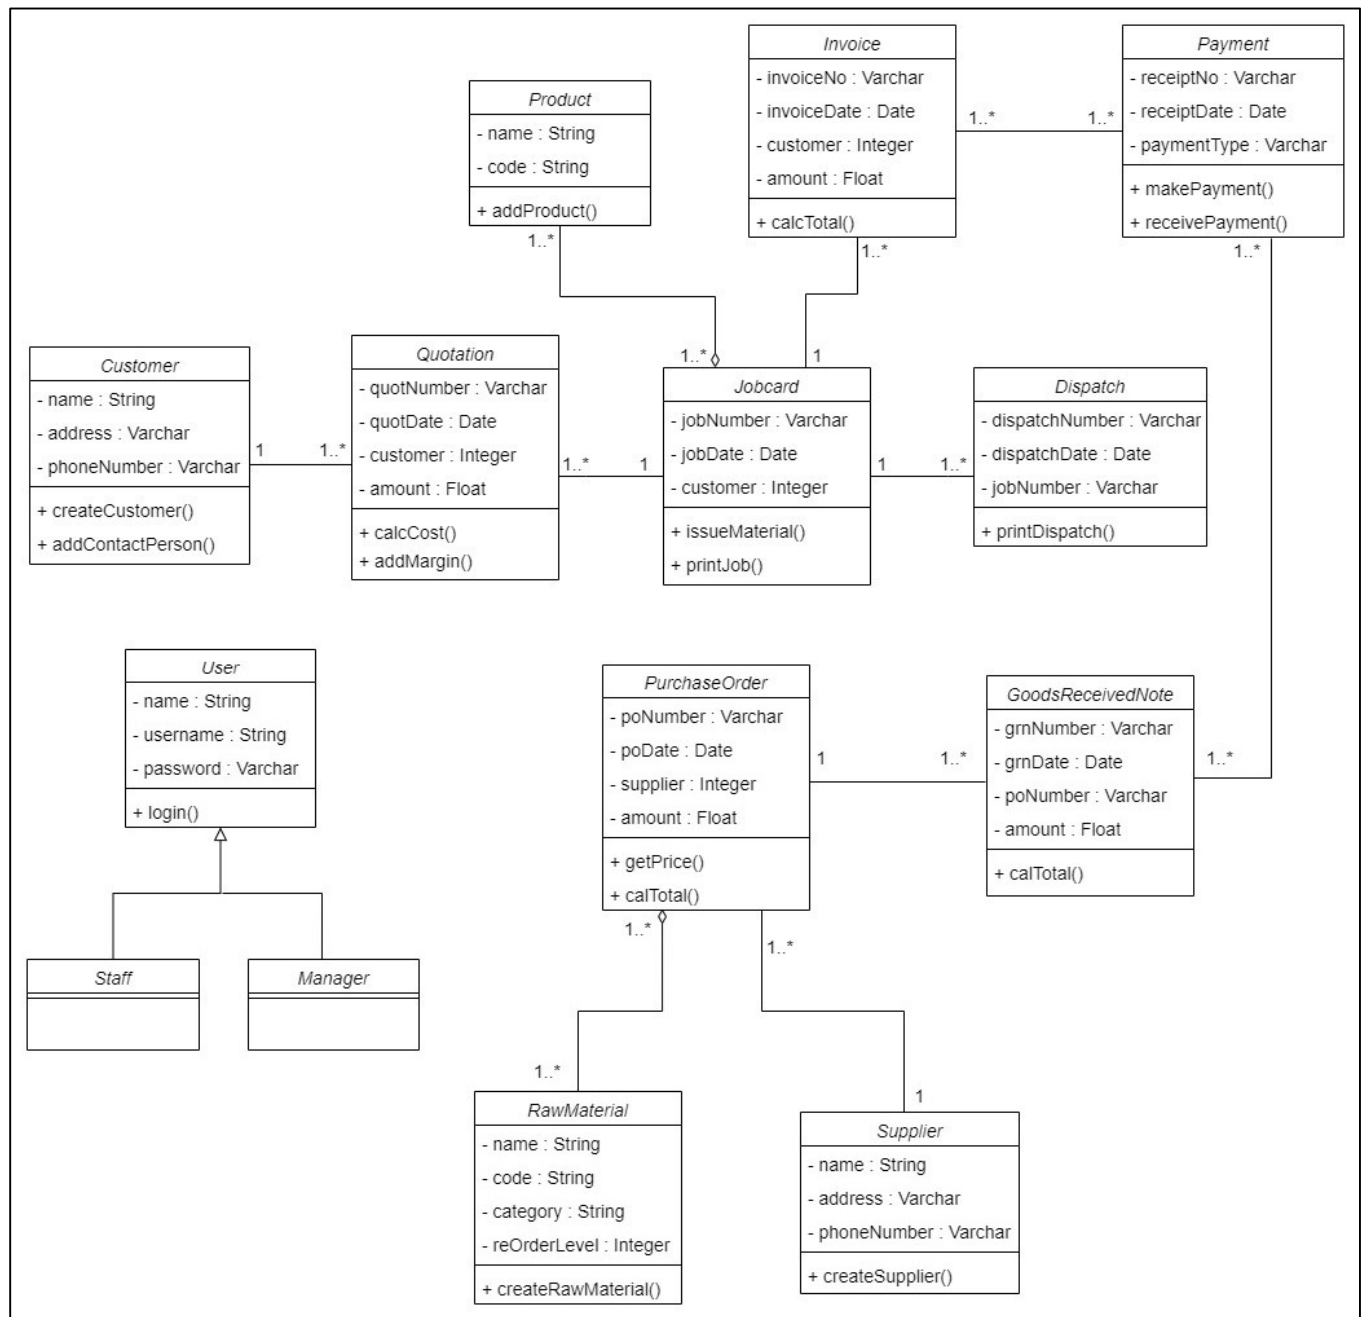 Invoice
- invoiceNo : Varchar
- invoiceDate : Date
- customer : Integer
- amount : Float
+ calcTotal()
1..*
1..*
1..*
Payment
- receiptNo : Varchar
- receiptDate : Date
- paymentType : Varchar
+ makePayment()
+ receivePayment()
1..*
Product
- name : String
- code : String
+ addProduct()
1..*
Customer
- name : String
- address : Varchar
- phoneNumber : Varchar
+ createCustomer()
+ addContactPerson()
1
1..*
Quotation
- quotNumber : Varchar
- quotDate : Date
- customer : Integer
- amount : Float
+ calcCost()
+ addMargin()
1..*
1
1..*
1
Jobcard
- jobNumber : Varchar
- jobDate : Date
- customer : Integer
+ issueMaterial()
+ printJob()
1
1..*
Dispatch
- dispatchNumber : Varchar
- dispatchDate : Date
- jobNumber : Varchar
+ printDispatch()
User
- name : String
- username : String
- password : Varchar
+ login()
Staff
Manager
PurchaseOrder
- poNumber : Varchar
- poDate : Date
- supplier : Integer
- amount : Float
+ getPrice()
+ calTotal()
1
1..*
1..*
1..*
GoodsReceivedNote
- grnNumber : Varchar
- grnDate : Date
- poNumber : Varchar
- amount : Float
+ calTotal()
1..*
1..*
RawMaterial
- name : String
- code : String
- category : String
- reOrderLevel : Integer
+ createRawMaterial()
1
Supplier
- name : String
- address : Varchar
- phoneNumber : Varchar
+ createSupplier()